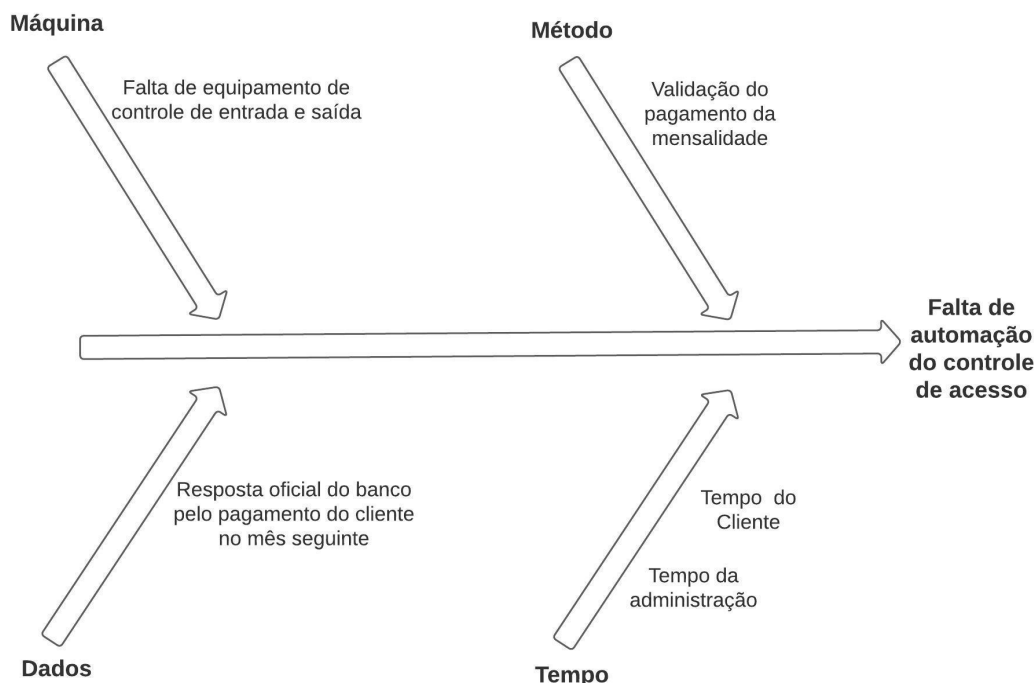 Máquina
Método
Falta de equipamento de
controle de entrada e saída
Validação do
pagamento da
mensalidade
Falta de
automação
do controle
de acesso
Resposta oficial do banco
pelo pagamento do cliente
no mês seguinte
Tempo do
Cliente
Tempo da
administração
Dados
Tempo